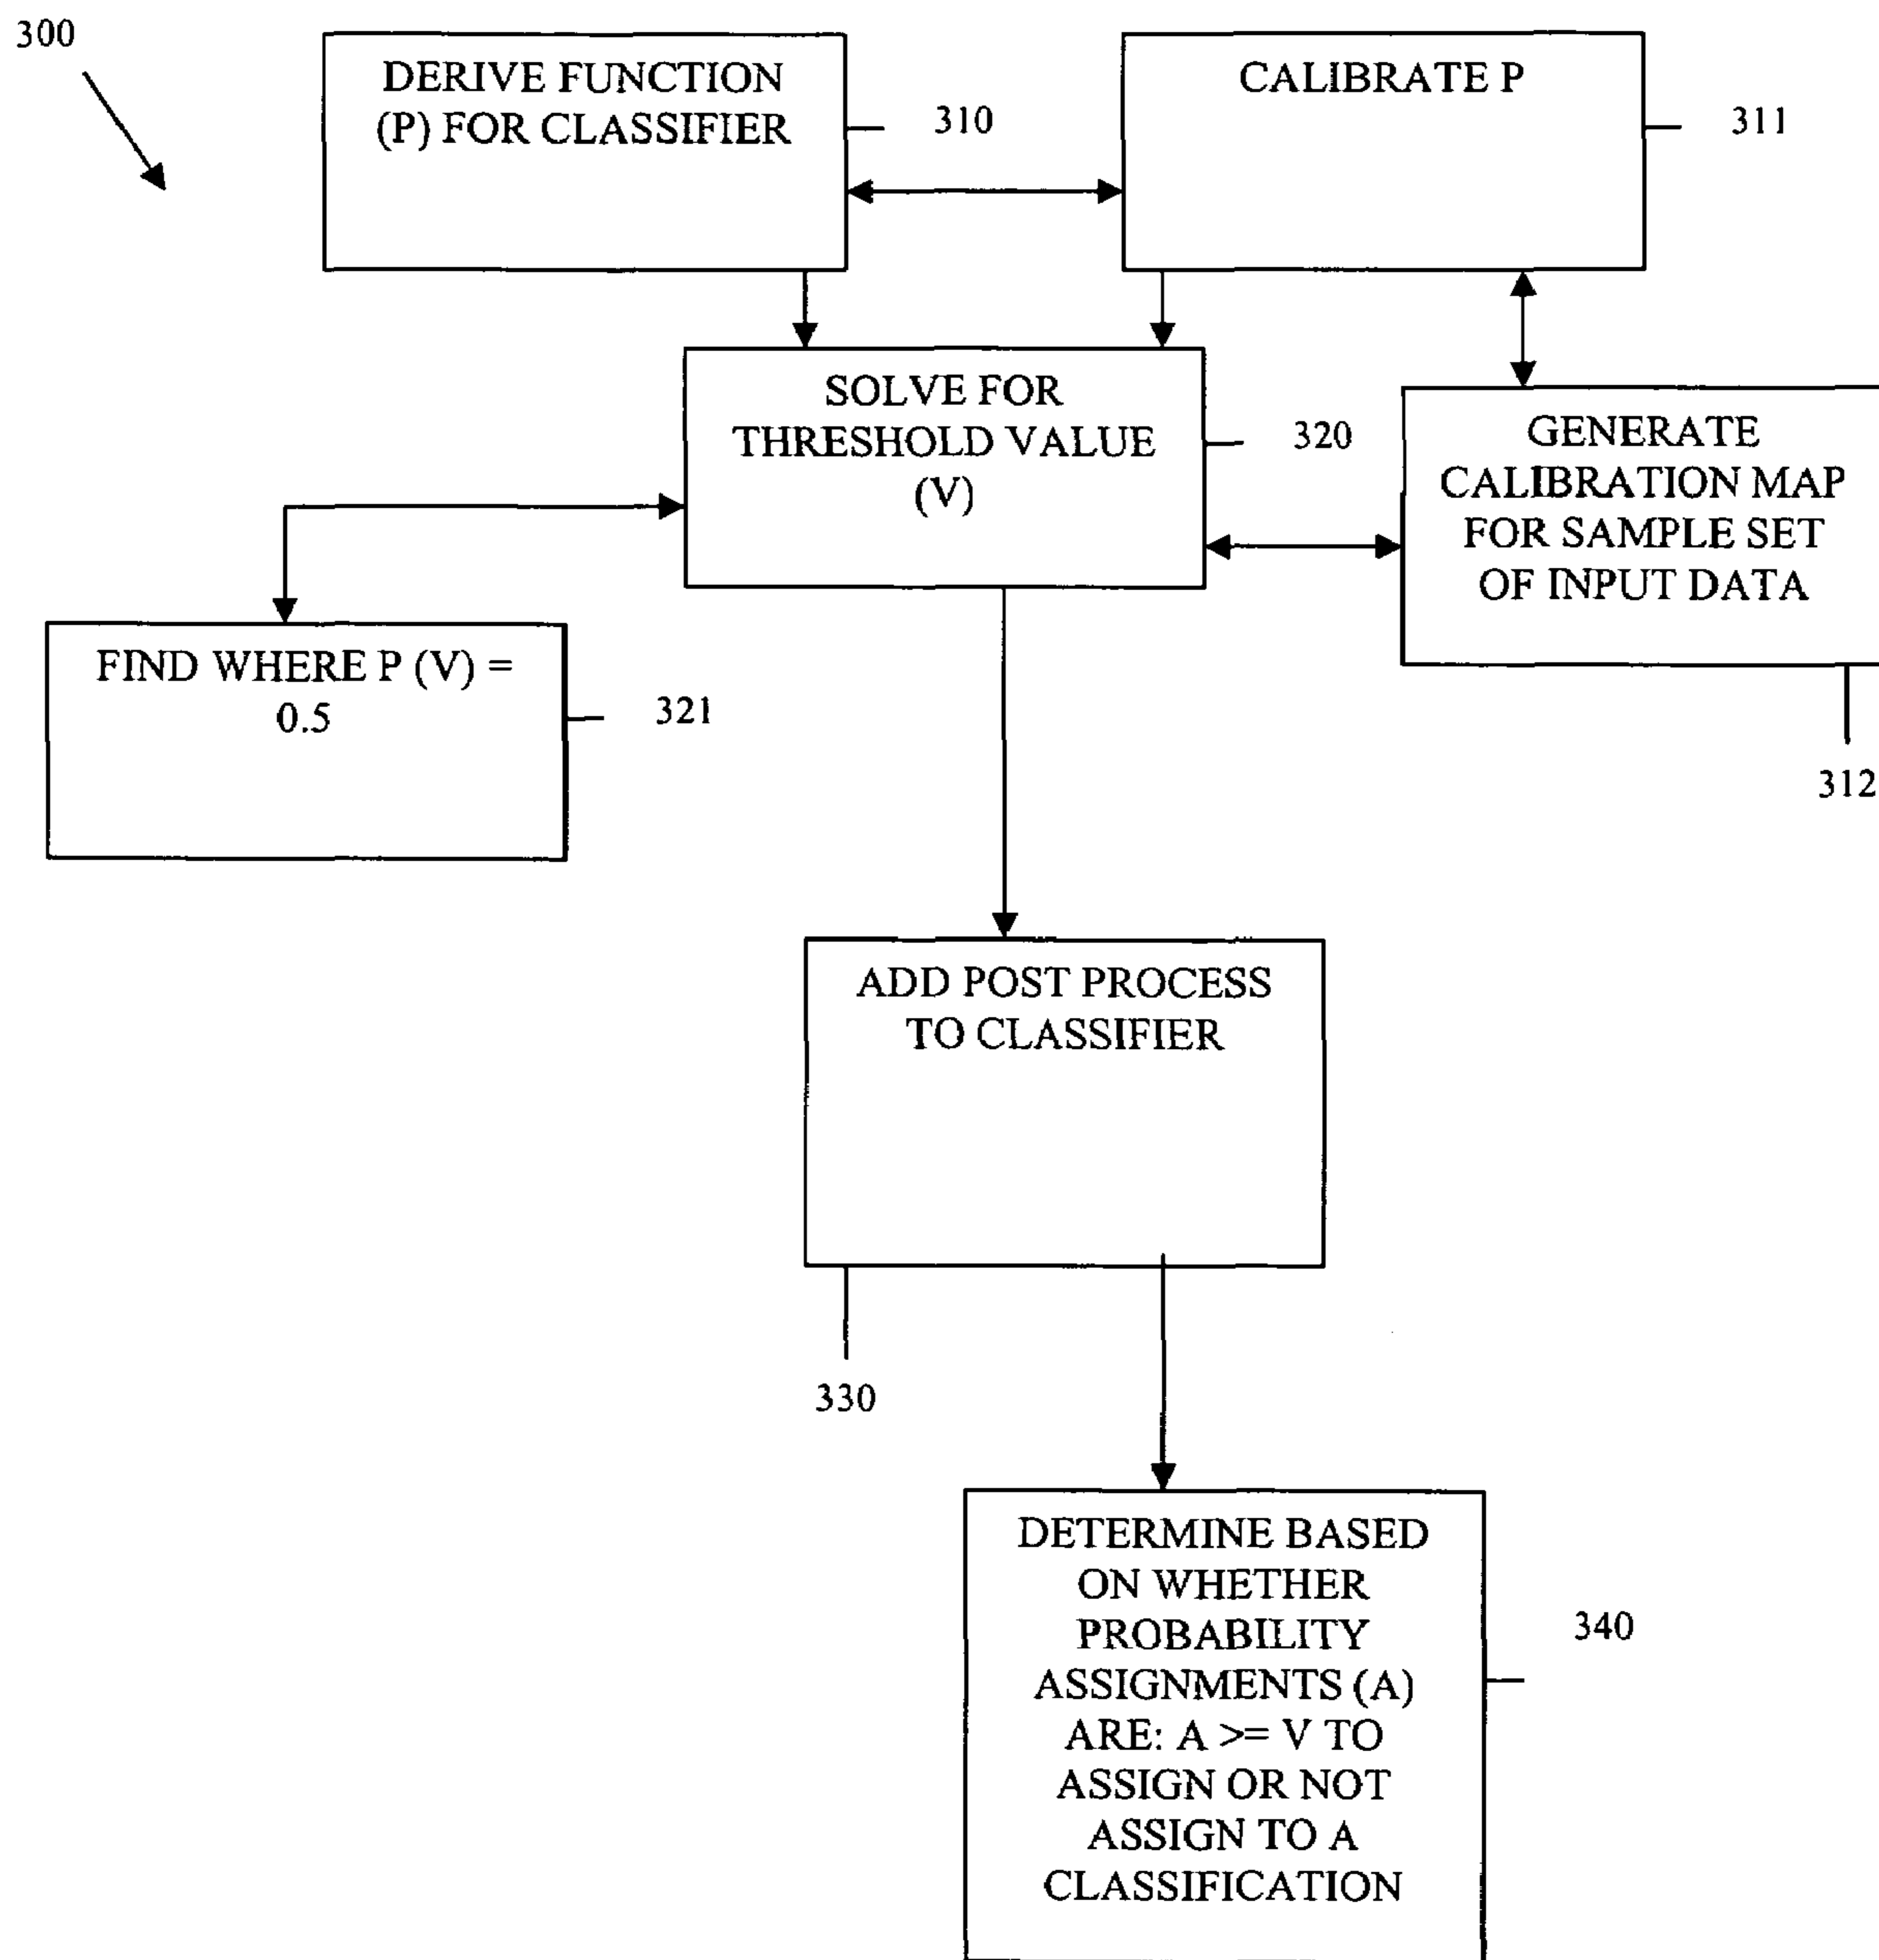 300
DERIVE FUNCTION
(P) FOR CLASSIFIER
310
CALIBRATE P
311
SOLVE FOR
THRESHOLD VALUE
(V)
320
GENERATE
CALIBRATION MAP
FOR SAMPLE SET
OF INPUT DATA
312
FIND WHERE P (V) =
0.5
321
ADD POST PROCESS
TO CLASSIFIER
330
DETERMINE BASED
ON WHETHER
PROBABILITY
ASSIGNMENTS (A)
ARE: A >= V TO
ASSIGN OR NOT
ASSIGN TO A
CLASSIFICATION
340